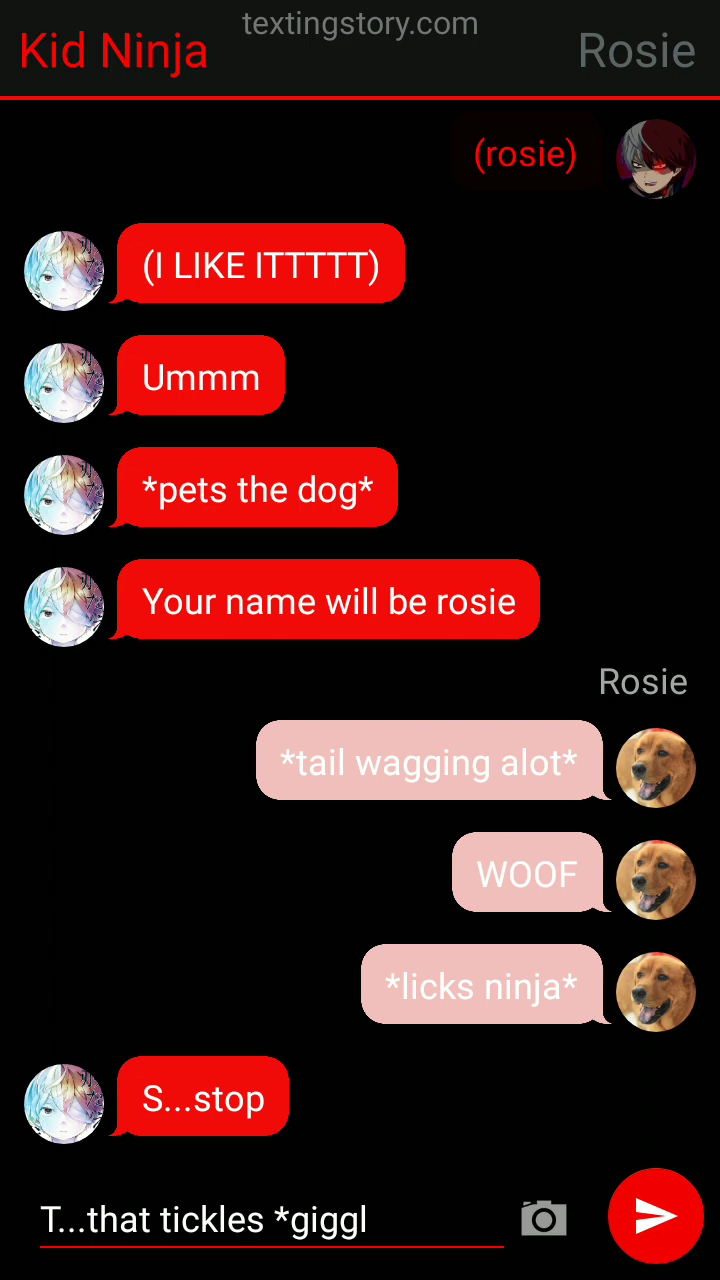 textingstory.com
Kid Ninja
Rosie
(rosie)
(I LIKE ITTTTT)
Ummm
*pets the dog*
Your name will be rosie
Rosie
*tail wagging alot*
WOOF
*licks ninja*
S...stop
T...that tickles *giggl